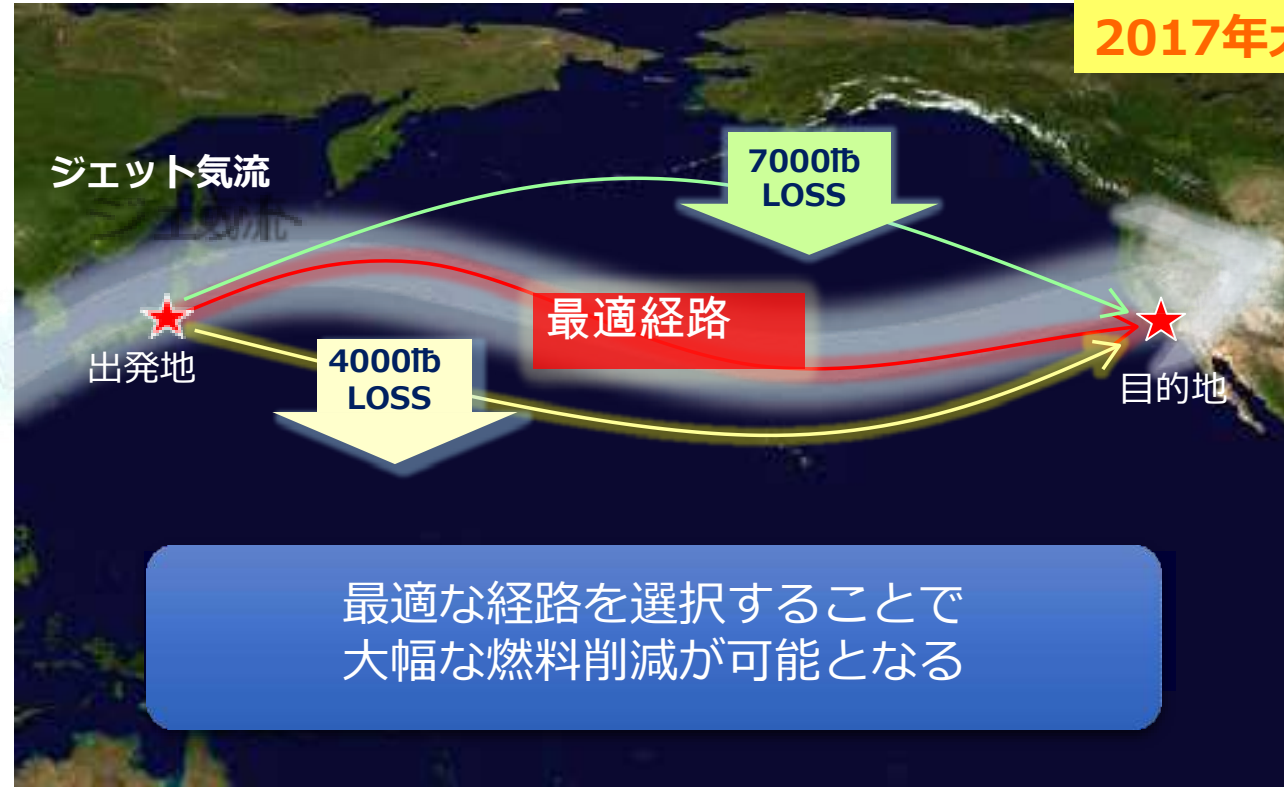 2017年
ジェット気流
7000lb
LOSS
最適経路
出発地
4000lb
LOSS
目的地
最適な経路を選択することで
大幅な燃料削減が可能となる